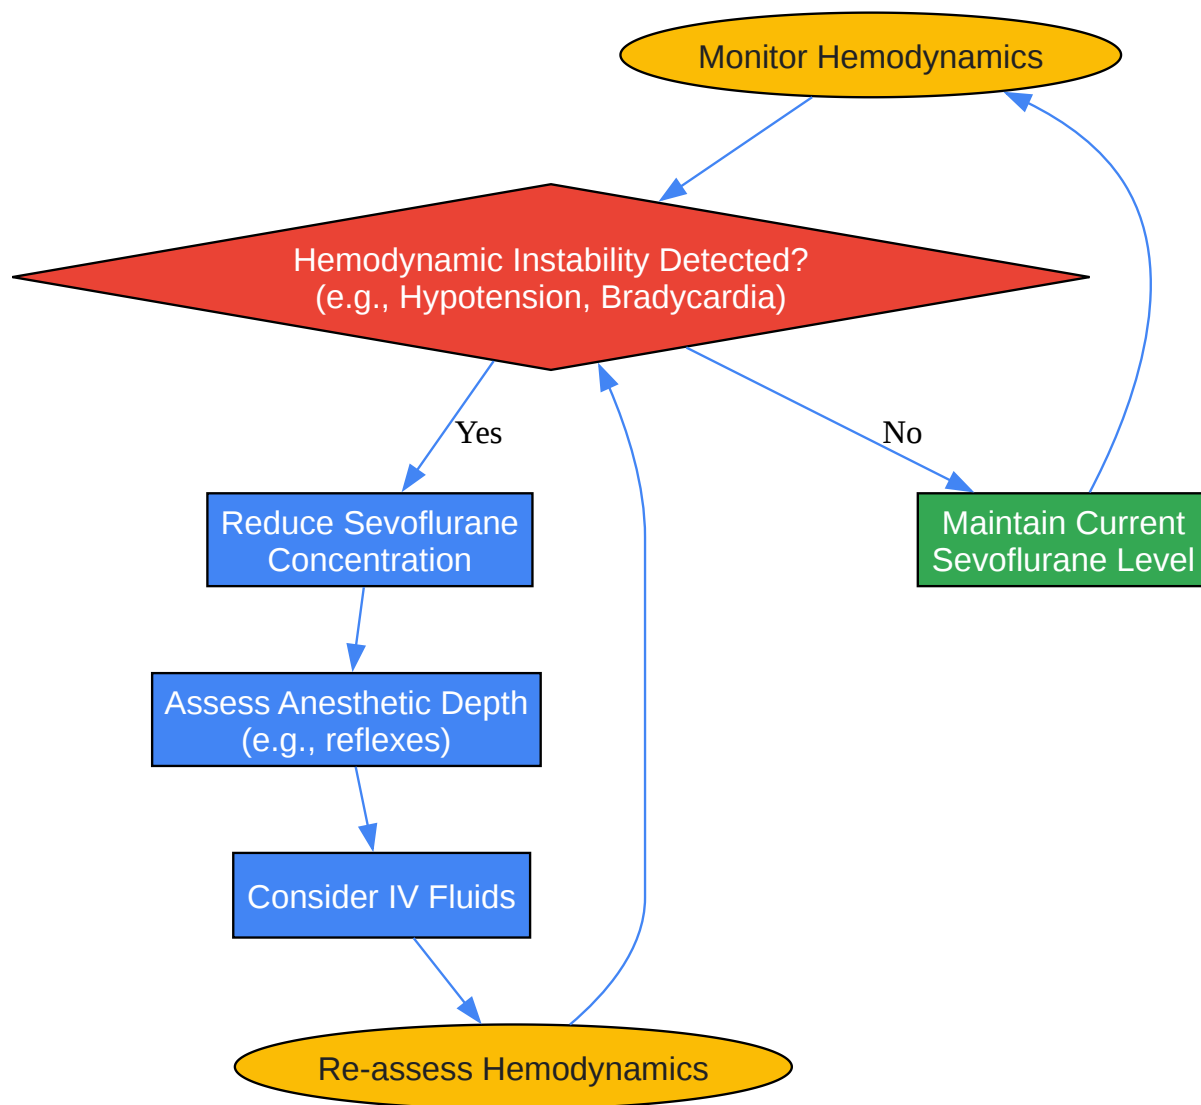 Monitor Hemodynamics
Hemodynamic Instability Detected?
(e.g., Hypotension, Bradycardia)
Yes
No
Reduce Sevoflurane
Concentration
Maintain Current
Sevoflurane Level
Assess Anesthetic Depth
(e.g., reflexes)
Consider IV Fluids
Re-assess Hemodynamics